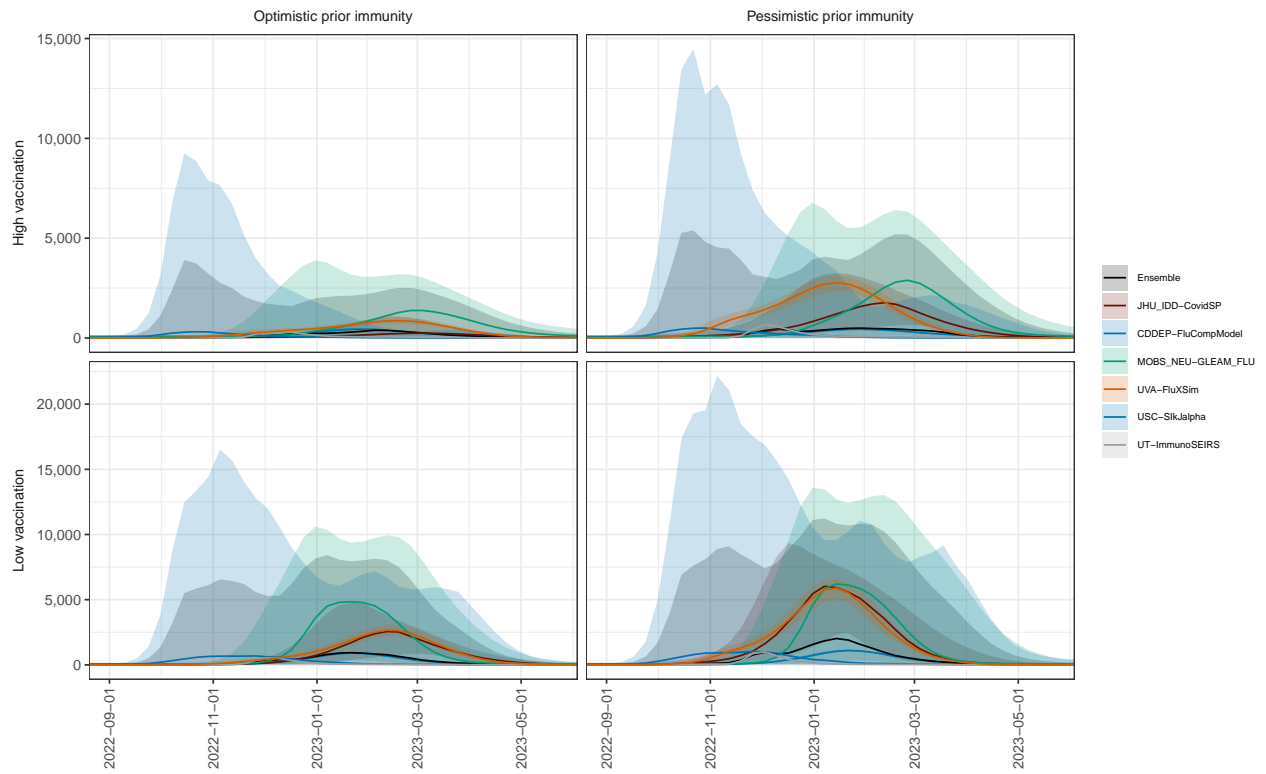 Optimistic prior immunity
Pessimistic prior immunity
High vaccination
15,000
10,000
5,000
0
Low vaccination
20,000
15,000
10,000
5,000
0
2022−09−01
2022−11−01
2023−01−01
2023−03−01
2023−05−01
2022−09−01
2022−11−01
2023−01−01
2023−03−01
2023−05−01
Ensemble
JHU_IDD−CovidSP
CDDEP−FluCompModel
MOBS_NEU−GLEAM_FLU
UVA−FluXSim
USC−SIkJalpha
UT−ImmunoSEIRS